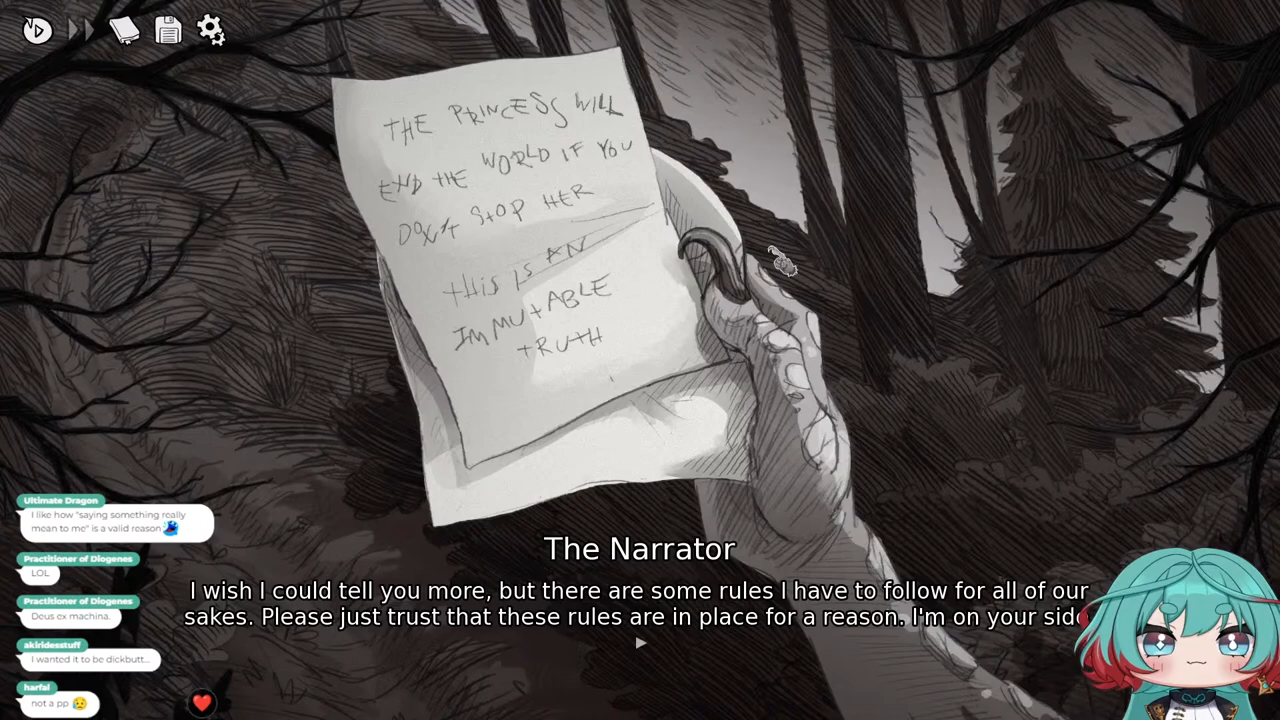 THE PRINCESS WILL
END THE WORLD IF YOU
DON'T STOP HER
THIS IS AN
IMMUTABLE
TRUTH
The Narrator
I wish I could tell you more, but there are some rules I have to follow for all of our
sakes. Please just trust that these rules are in place for a reason. I'm on your side
Ultimate Dragon
I like how "saying something really
mean to me" is a valid reason
Practitioner of Diogenes
LOL
Practitioner of Diogenes
Deus ex machina.
akiridesstuff
I wanted it to be dickbutt...
harfal
not a pp 😥